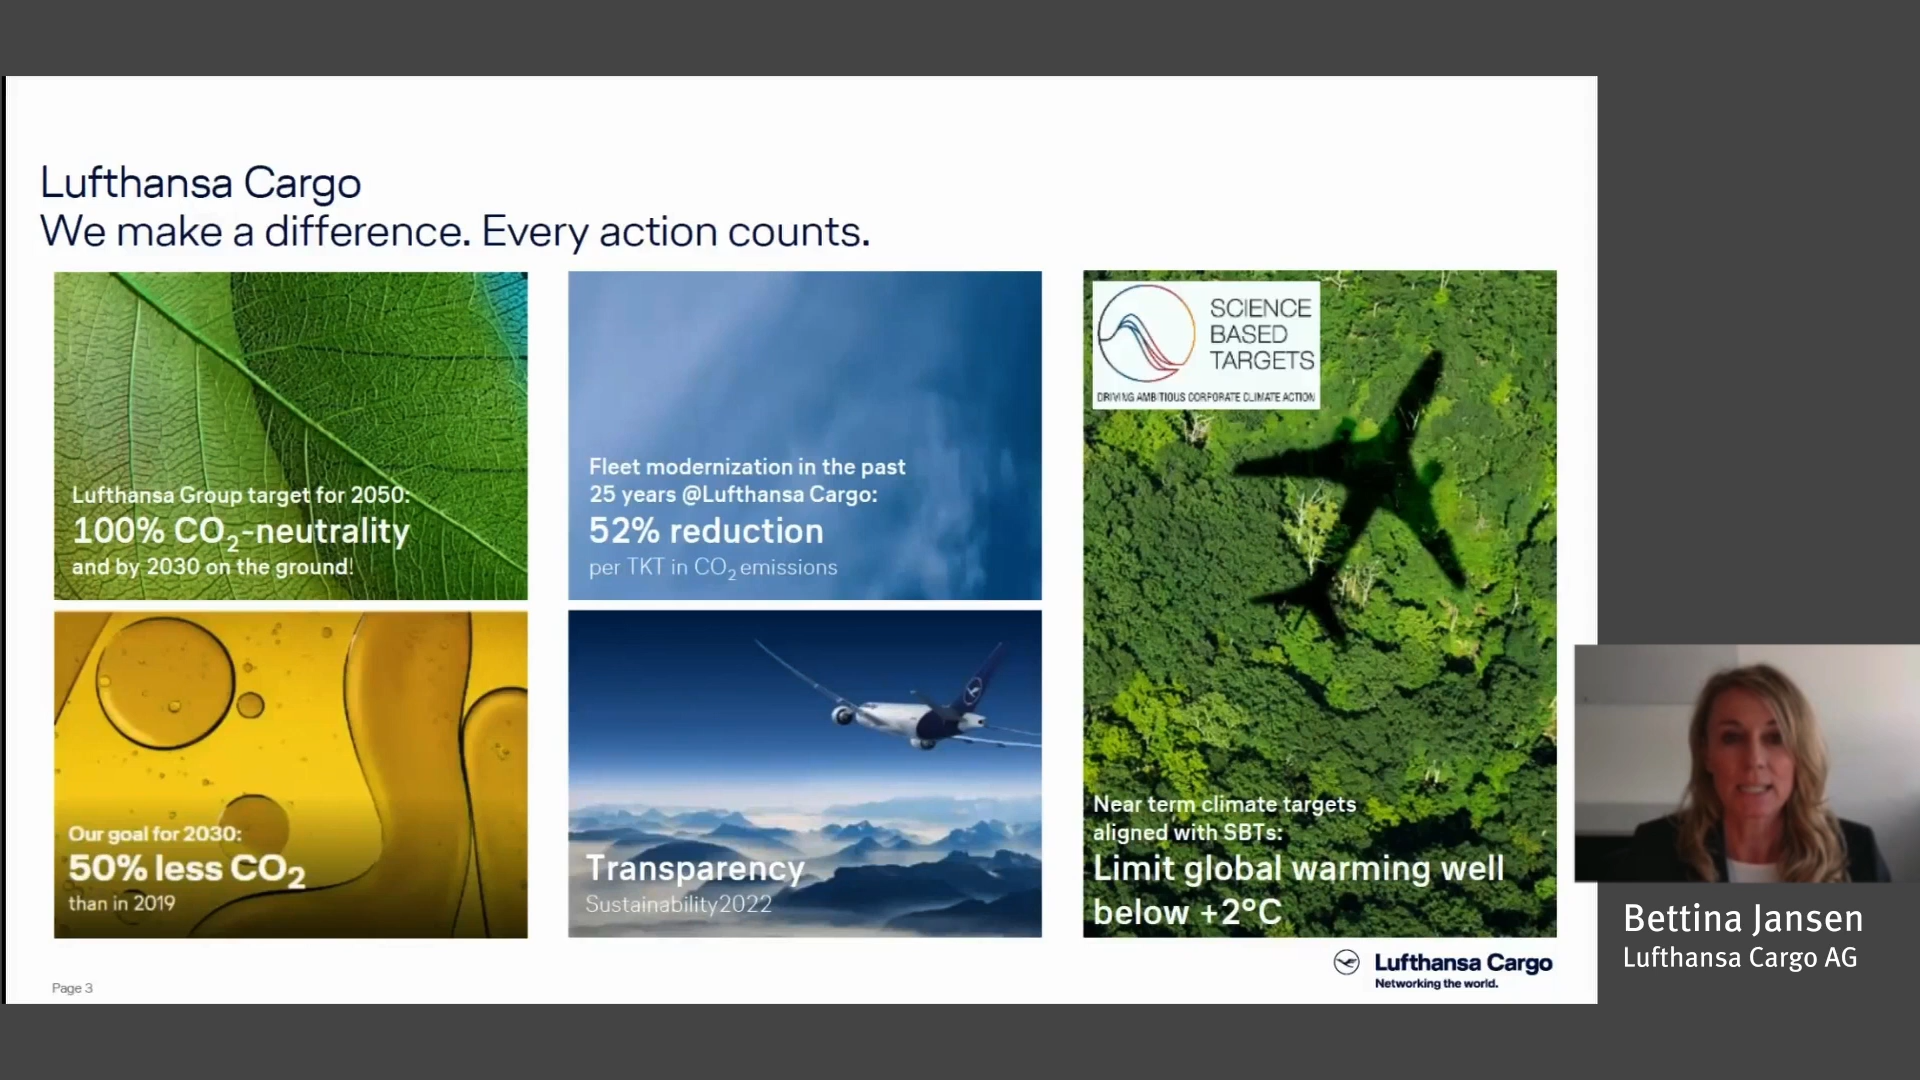 Lufthansa Cargo
We make a difference. Every action counts.
Lufthansa Group target for 2050:
100% CO₂-neutrality
and by 2030 on the ground!
Fleet modernization in the past
25 years @Lufthansa Cargo:
52% reduction
per TKT in CO₂ emissions
SCIENCE
BASED
TARGETS
DRIVING AMBITIOUS CORPORATE CLIMATE ACTION
Our goal for 2030:
50% less CO₂
than in 2019
Transparency
Sustainability2022
Near term climate targets
aligned with SBTs:
Limit global warming well
below +2°C
Lufthansa Cargo
Networking the world.
Page 3
Bettina Jansen
Lufthansa Cargo AG